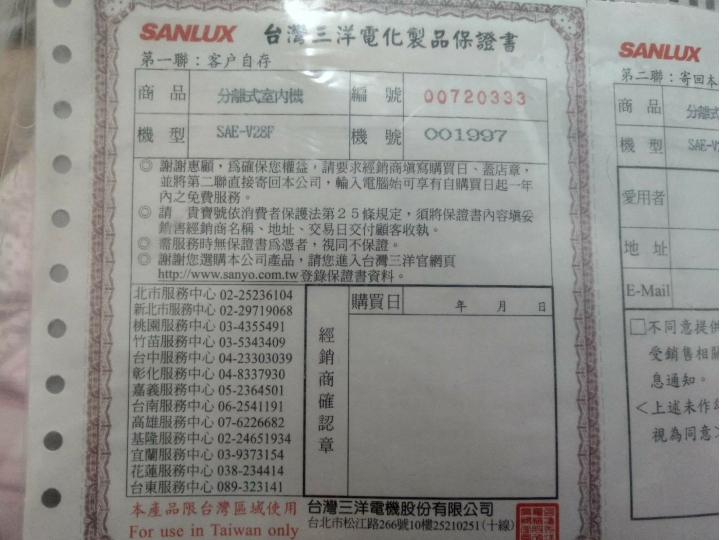 SANLUX 台灣三洋電化製品保證書
第一聯：客户自存
商品 分離式室內機 編號 00720333
機型 SAE-V28F 機號 001997
◎ 謝謝惠顧，爲確保您權益，請要求經銷商填寫購買日、蓋店章，
並將第二聯直接寄回本公司，輸入電腦始可享有自購買日起一年
內之免費服務。
◎ 請 貴寶號依消費者保護法第２５條規定，須將保證書內容填妥
銷售經銷商名稱、地址、交易日交付顧客收執。
◎ 需服務時無保證書爲憑者，視同不保證。
◎ 謝謝您選購本公司產品，請您進入台灣三洋官網頁
http://www.sanyo.com.tw登錄保證書資料。
北市服務中心 02-25236104
新北市服務中心 02-29719068
桃園服務中心 03-4355491
竹苗服務中心 03-5343409
台中服務中心 04-23303039
彰化服務中心 04-8337930
嘉義服務中心 05-2364501
台南服務中心 06-2541191
高雄服務中心 07-6226682
基隆服務中心 02-24651934
宜蘭服務中心 03-9373154
花蓮服務中心 038-234414
台東服務中心 089-323141
經銷商確認章
購買日 年 月 日
本產品限台灣區域使用
For use in Taiwan only
台灣三洋電機股份有限公司
台北市松江路266號10樓25210251(十線)
SANLUX
第二聯：寄回本
商品 分離式
機型 SAE-V2
愛用者
地址
E-Mail
□不同意提供
受銷售相關
息通知。
＜上述未作
視為同意